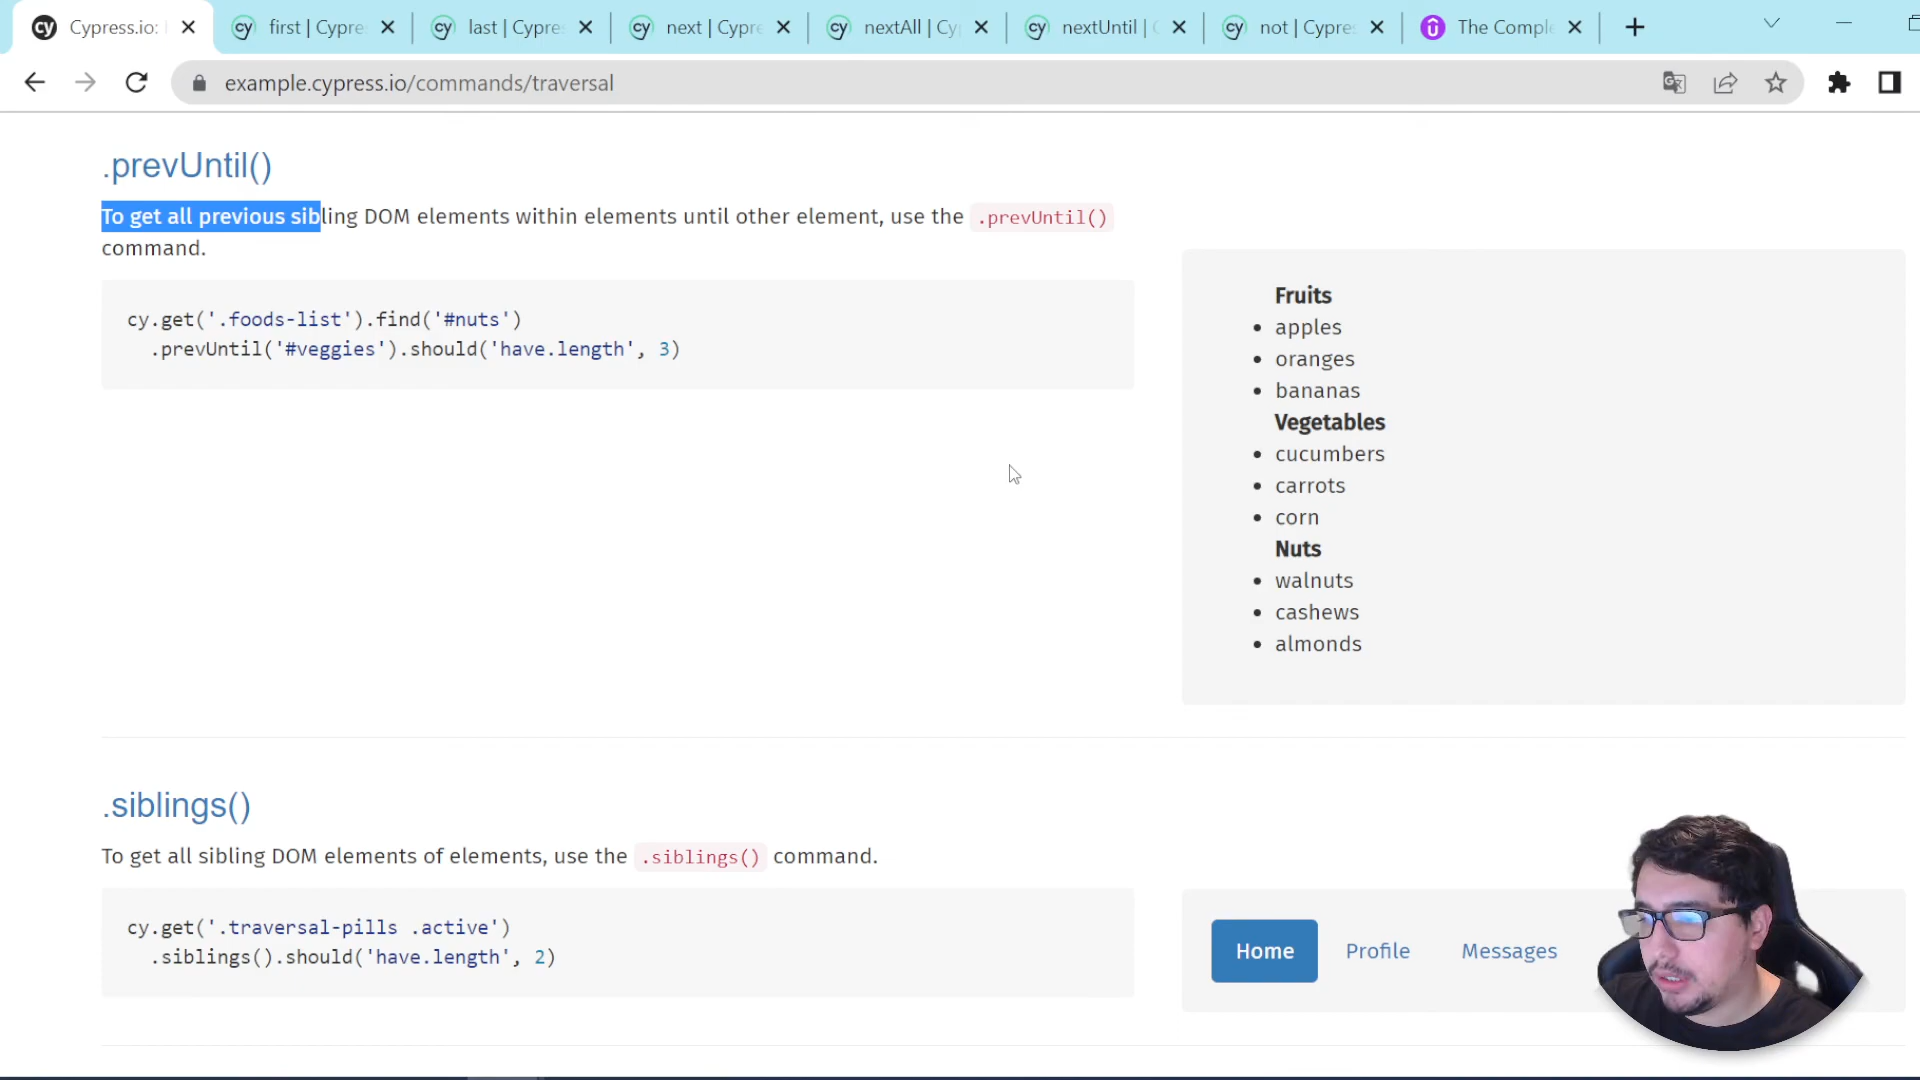 Cypress.io:
first | Cypre
last | Cypre
next | Cypre
nextAll | Cy
nextUntil |
not | Cypres
The Comple
example.cypress.io/commands/traversal
.prevUntil()
To get all previous sibling DOM elements within elements until other element, use the .prevUntil()
command.
cy.get('.foods-list').find('#nuts')
.prevUntil('#veggies').should('have.length', 3)
Fruits
apples
oranges
bananas
Vegetables
cucumbers
carrots
corn
Nuts
walnuts
cashews
almonds
.siblings()
To get all sibling DOM elements of elements, use the .siblings() command.
cy.get('.traversal-pills .active')
.siblings().should('have.length', 2)
Home Profile Messages